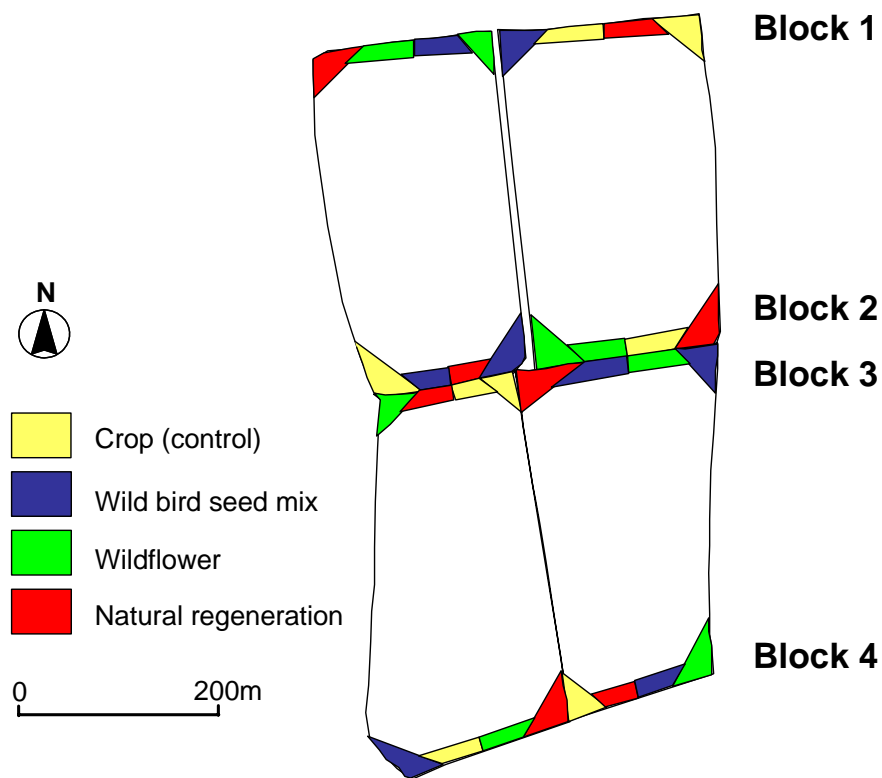 Block 1
Block 2
Block 3
N
Crop (control)
Wild bird seed mix
Wildflower
Natural regeneration
Block 4
0 200m